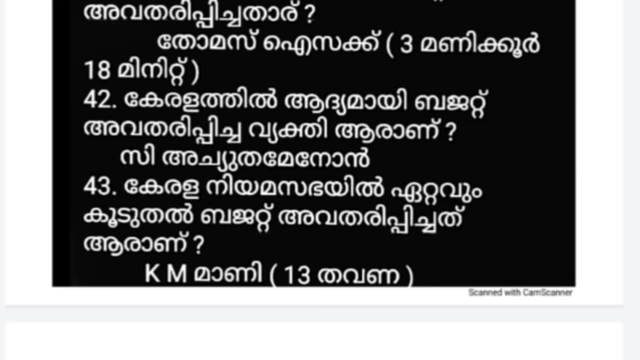 അവതരിപ്പിച്ചതാര് ?
തോമസ് ഐസക്ക് ( 3 മണിക്കൂർ
18 മിനിറ്റ് )
42. കേരളത്തിൽ ആദ്യമായി ബജറ്റ്
അവതരിപ്പിച്ച വ്യക്തി ആരാണ് ?
സി അച്യുതമേനോൻ
43. കേരള നിയമസഭയിൽ ഏറ്റവും
കൂടുതൽ ബജറ്റ് അവതരിപ്പിച്ചത്
ആരാണ് ?
K M മാണി ( 13 തവണ )
Scanned with CamScanner